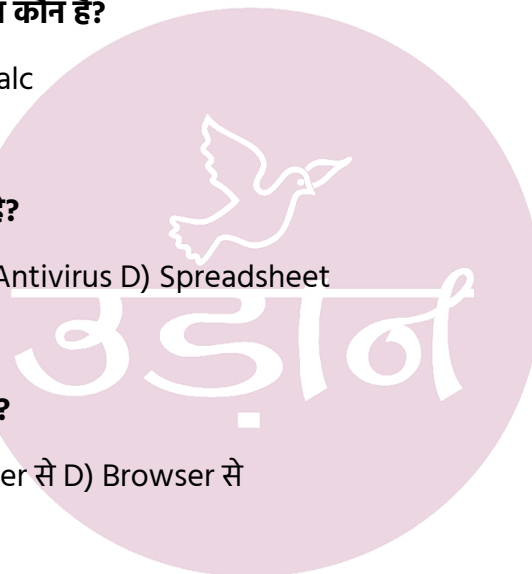 कौन है?
alc
है?
Antivirus D) Spreadsheet
उड़ान
?
er से D) Browser से